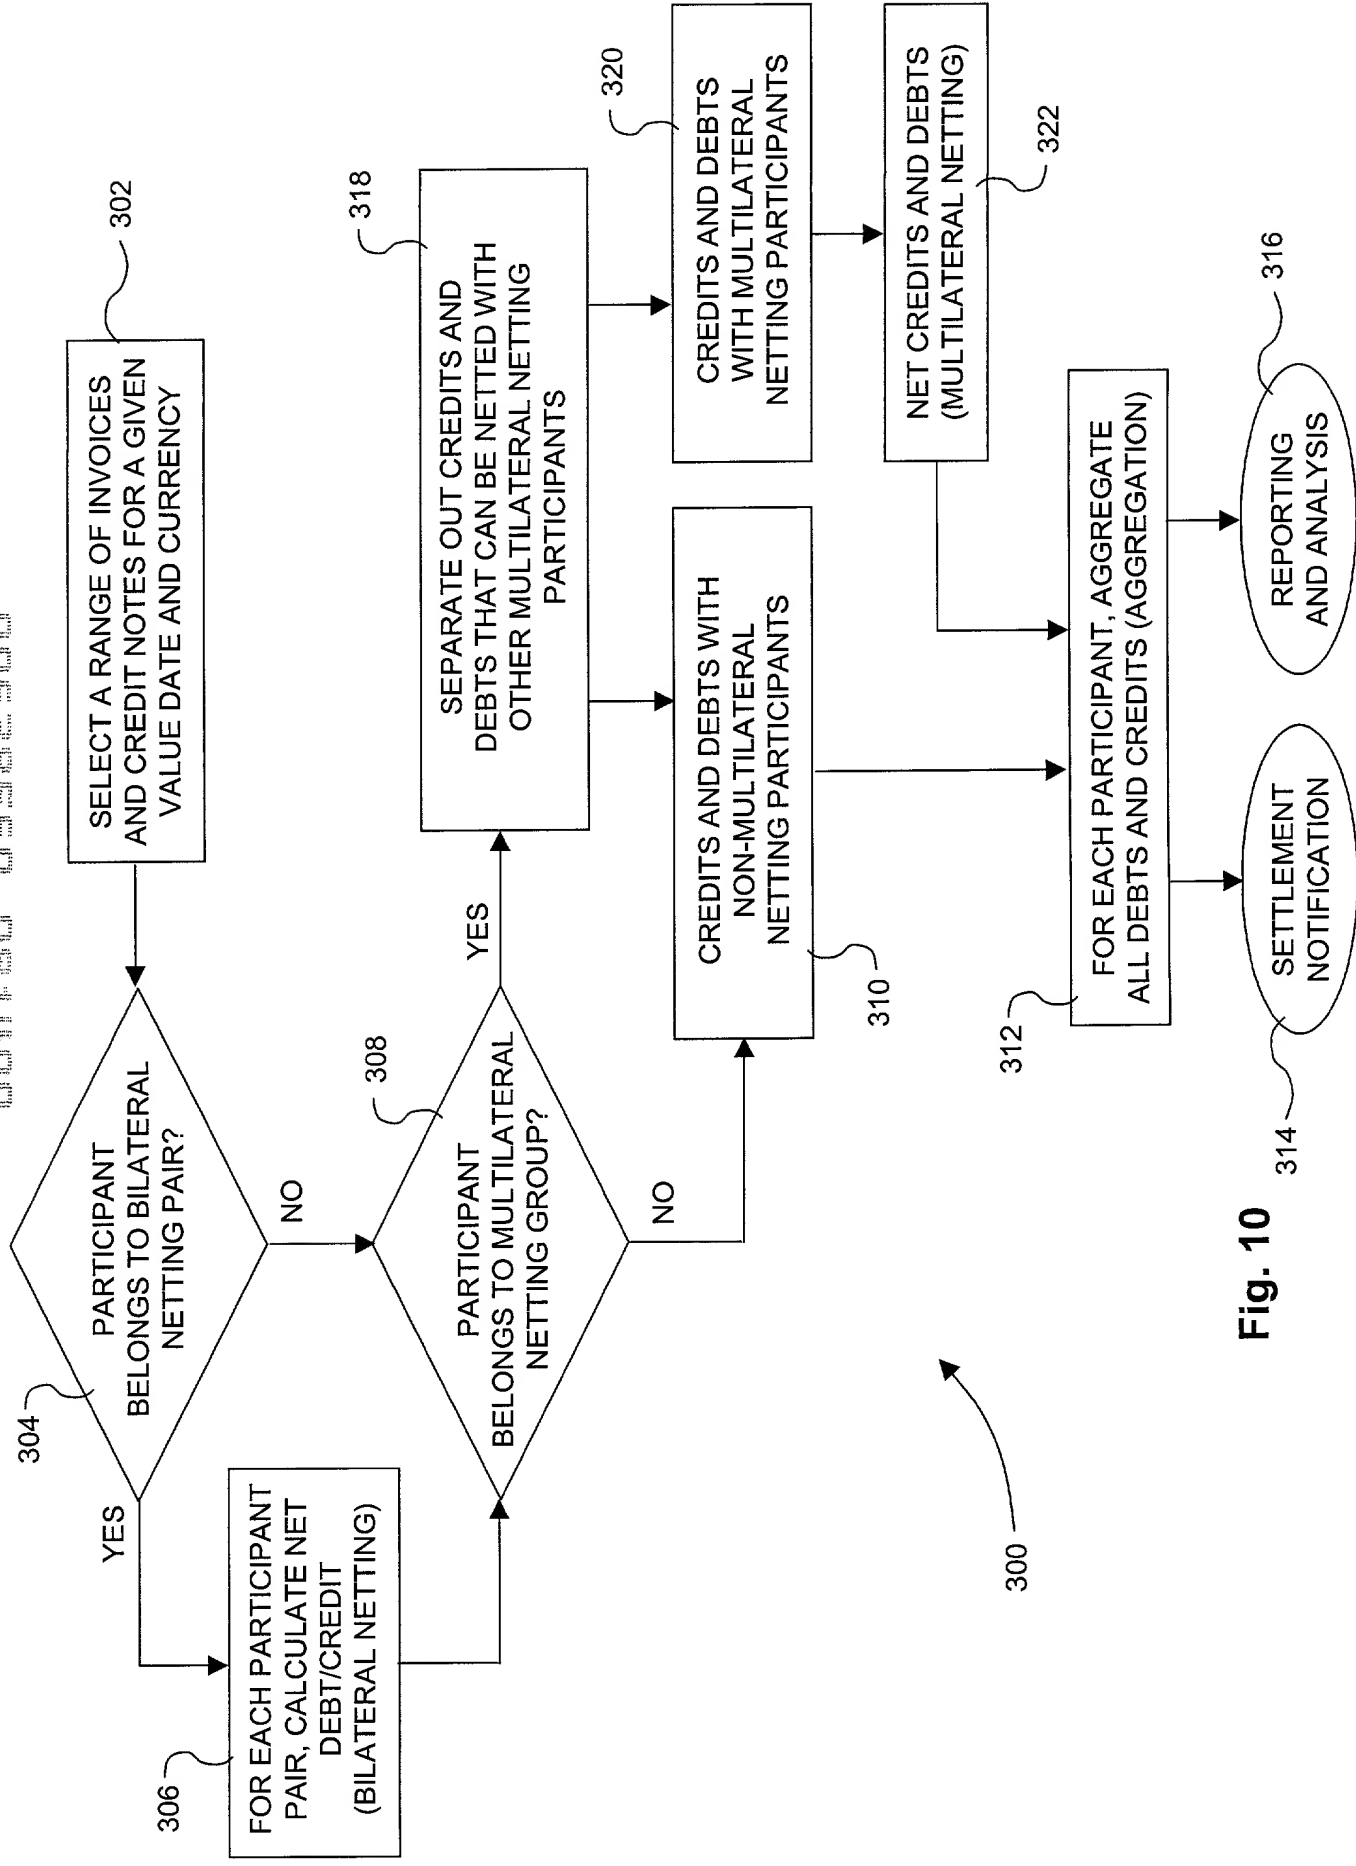 302
SELECT A RANGE OF INVOICES
AND CREDIT NOTES FOR A GIVEN
VALUE DATE AND CURRENCY
304
PARTICIPANT
BELONGS TO BILATERAL
NETTING PAIR?
YES
NO
306
FOR EACH PARTICIPANT
PAIR, CALCULATE NET
DEBT/CREDIT
(BILATERAL NETTING)
308
PARTICIPANT
BELONGS TO MULTILATERAL
NETTING GROUP?
YES
NO
318
SEPARATE OUT CREDITS AND
DEBTS THAT CAN BE NETTED WITH
OTHER MULTILATERAL NETTING
PARTICIPANTS
310
CREDITS AND DEBTS WITH
NON-MULTILATERAL
NETTING PARTICIPANTS
320
CREDITS AND DEBTS
WITH MULTILATERAL
NETTING PARTICIPANTS
NET CREDITS AND DEBTS
(MULTILATERAL NETTING)
322
312
FOR EACH PARTICIPANT, AGGREGATE
ALL DEBTS AND CREDITS (AGGREGATION)
314
SETTLEMENT
NOTIFICATION
316
REPORTING
AND ANALYSIS
300
Fig. 10